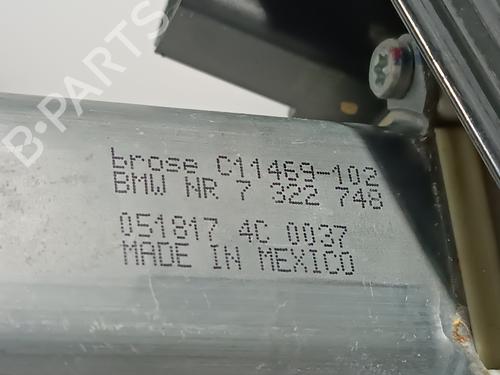 B-PARTS
brose C11469-102
BMW NR 7 322 748
051817 4C 0037
MADE IN MEXICO